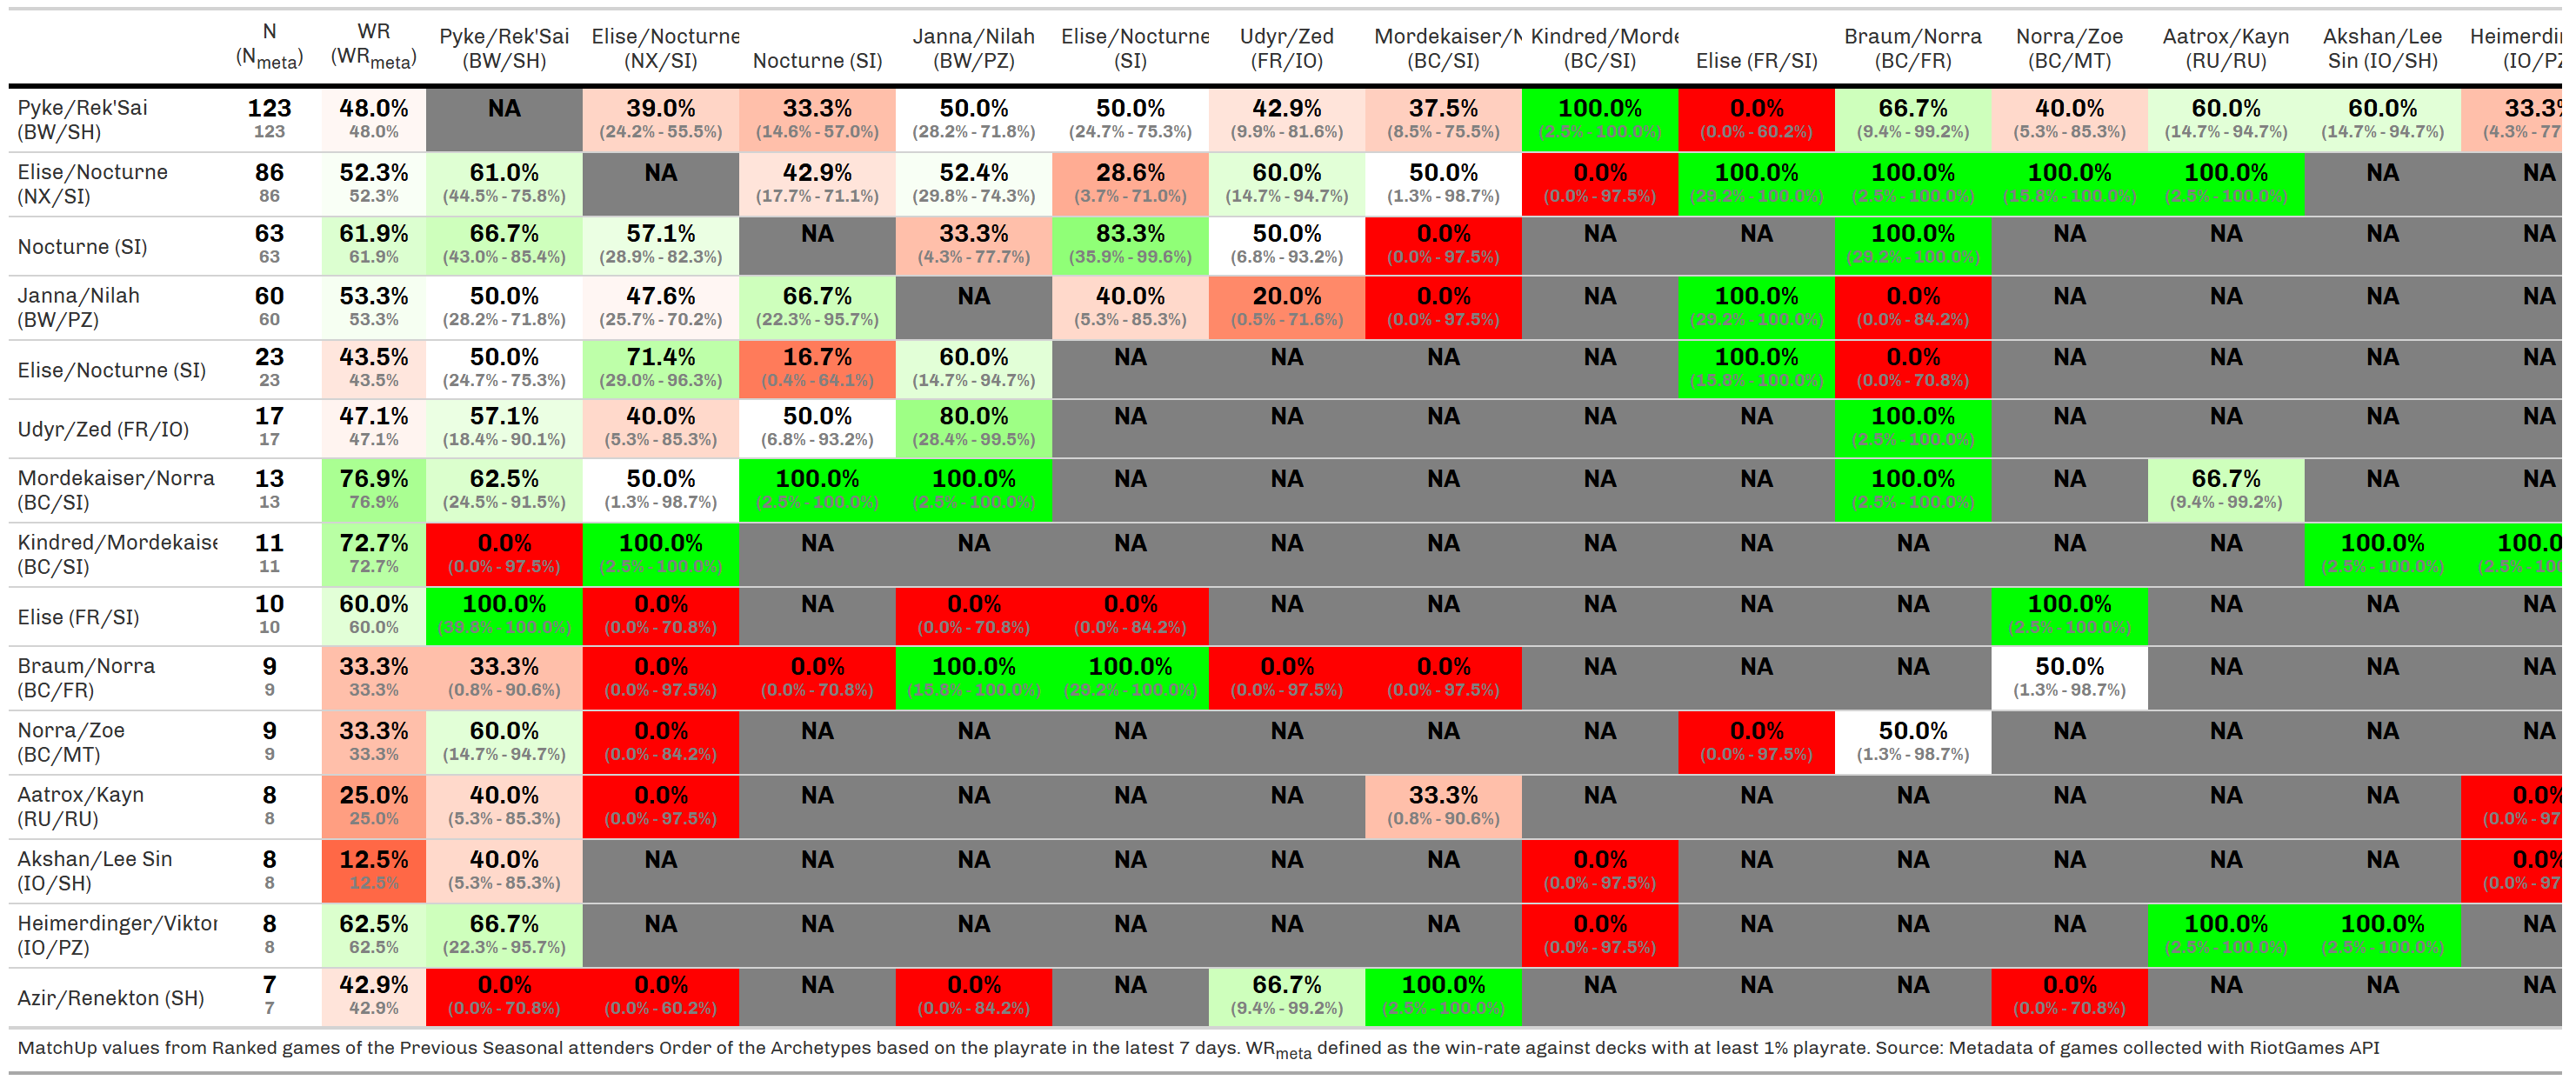 N WR Pyke/Rek'Sai Elise/Nocturne Janna/Nilah Elise/Nocturne Udyr/Zed Mordekaiser/N Kindred/Morde Braum/Norra Norra/Zoe Aatrox/Kayn Akshan/Lee Heimerdin
(Nmeta) (WRmeta) (BW/SH) (NX/SI) Nocturne (SI) (BW/PZ) (SI) (FR/IO) (BC/SI) (BC/SI) Elise (FR/SI) (BC/FR) (BC/MT) (RU/RU) Sin (IO/SH) (IO/PZ
Pyke/Rek'Sai 123 48.0% NA 39.0% 33.3% 50.0% 50.0% 42.9% 37.5% 100.0% 0.0% 66.7% 40.0% 60.0% 60.0% 33.3%
(BW/SH) 123 48.0% (24.2% - 55.5%) (14.6% - 57.0%) (28.2% - 71.8%) (24.7% - 75.3%) (9.9% - 81.6%) (8.5% - 75.5%) (2.5% - 100.0%) (0.0% - 60.2%) (9.4% - 99.2%) (5.3% - 85.3%) (14.7% - 94.7%) (14.7% - 94.7%) (4.3% - 77
Elise/Nocturne 86 52.3% 61.0% NA 42.9% 52.4% 28.6% 60.0% 50.0% 0.0% 100.0% 100.0% 100.0% 100.0% NA NA
(NX/SI) 86 52.3% (44.5% - 75.8%) (17.7% - 71.1%) (29.8% - 74.3%) (3.7% - 71.0%) (14.7% - 94.7%) (1.3% - 98.7%) (0.0% - 97.5%) (29.2% - 100.0%) (2.5% - 100.0%) (15.8% - 100.0%) (2.5% - 100.0%)
Nocturne (SI) 63 61.9% 66.7% 57.1% NA 33.3% 83.3% 50.0% 0.0% NA NA 100.0% NA NA NA NA
63 61.9% (43.0% - 85.4%) (28.9% - 82.3%) (4.3% - 77.7%) (35.9% - 99.6%) (6.8% - 93.2%) (0.0% - 97.5%) (29.2% - 100.0%)
Janna/Nilah 60 53.3% 50.0% 47.6% 66.7% NA 40.0% 20.0% 0.0% NA 100.0% 0.0% NA NA NA NA
(BW/PZ) 60 53.3% (28.2% - 71.8%) (25.7% - 70.2%) (22.3% - 95.7%) (5.3% - 85.3%) (0.5% - 71.6%) (0.0% - 97.5%) (29.2% - 100.0%) (0.0% - 84.2%)
Elise/Nocturne (SI) 23 43.5% 50.0% 71.4% 16.7% 60.0% NA NA NA NA 100.0% 0.0% NA NA NA NA
23 43.5% (24.7% - 75.3%) (29.0% - 96.3%) (0.4% - 64.1%) (14.7% - 94.7%) (15.8% - 100.0%) (0.0% - 70.8%)
Udyr/Zed (FR/IO) 17 47.1% 57.1% 40.0% 50.0% 80.0% NA NA NA NA NA 100.0% NA NA NA NA
17 47.1% (18.4% - 90.1%) (5.3% - 85.3%) (6.8% - 93.2%) (28.4% - 99.5%) (2.5% - 100.0%)
Mordekaiser/Norra 13 76.9% 62.5% 50.0% 100.0% 100.0% NA NA NA NA NA 100.0% NA 66.7% NA NA
(BC/SI) 13 76.9% (24.5% - 91.5%) (1.3% - 98.7%) (2.5% - 100.0%) (2.5% - 100.0%) (2.5% - 100.0%) (9.4% - 99.2%)
Kindred/Mordekaise 11 72.7% 0.0% 100.0% NA NA NA NA NA NA NA NA NA NA 100.0% 100.0
(BC/SI) 11 72.7% (0.0% - 97.5%) (2.5% - 100.0%) (2.5% - 100.0%) (2.5% - 100
Elise (FR/SI) 10 60.0% 100.0% 0.0% NA 0.0% 0.0% NA NA NA NA NA 100.0% NA NA NA
10 60.0% (39.8% - 100.0%) (0.0% - 70.8%) (0.0% - 70.8%) (0.0% - 84.2%) (2.5% - 100.0%)
Braum/Norra 9 33.3% 33.3% 0.0% 0.0% 100.0% 100.0% 0.0% 0.0% NA NA NA 50.0% NA NA NA
(BC/FR) 9 33.3% (0.8% - 90.6%) (0.0% - 97.5%) (0.0% - 70.8%) (15.8% - 100.0%) (29.2% - 100.0%) (0.0% - 97.5%) (0.0% - 97.5%) (1.3% - 98.7%)
Norra/Zoe 9 33.3% 60.0% 0.0% NA NA NA NA NA NA 0.0% 50.0% NA NA NA NA
(BC/MT) 9 33.3% (14.7% - 94.7%) (0.0% - 84.2%) (0.0% - 97.5%) (1.3% - 98.7%)
Aatrox/Kayn 8 25.0% 40.0% 0.0% NA NA NA NA 33.3% NA NA NA NA NA NA 0.0%
(RU/RU) 8 25.0% (5.3% - 85.3%) (0.0% - 97.5%) (0.8% - 90.6%) (0.0% - 97
Akshan/Lee Sin 8 12.5% 40.0% NA NA NA NA NA NA 0.0% NA NA NA NA NA 0.0%
(IO/SH) 8 12.5% (5.3% - 85.3%) (0.0% - 97.5%) (0.0% - 97
Heimerdinger/Viktor 8 62.5% 66.7% NA NA NA NA NA NA 0.0% NA NA NA 100.0% 100.0% NA
(IO/PZ) 8 62.5% (22.3% - 95.7%) (0.0% - 97.5%) (2.5% - 100.0%) (2.5% - 100.0%)
Azir/Renekton (SH) 7 42.9% 0.0% 0.0% NA 0.0% NA 66.7% 100.0% NA NA NA 0.0% NA NA NA
7 42.9% (0.0% - 70.8%) (0.0% - 60.2%) (0.0% - 84.2%) (9.4% - 99.2%) (2.5% - 100.0%) (0.0% - 70.8%)
MatchUp values from Ranked games of the Previous Seasonal attenders Order of the Archetypes based on the playrate in the latest 7 days. WRmeta defined as the win-rate against decks with at least 1% playrate. Source: Metadata of games collected with RiotGames API